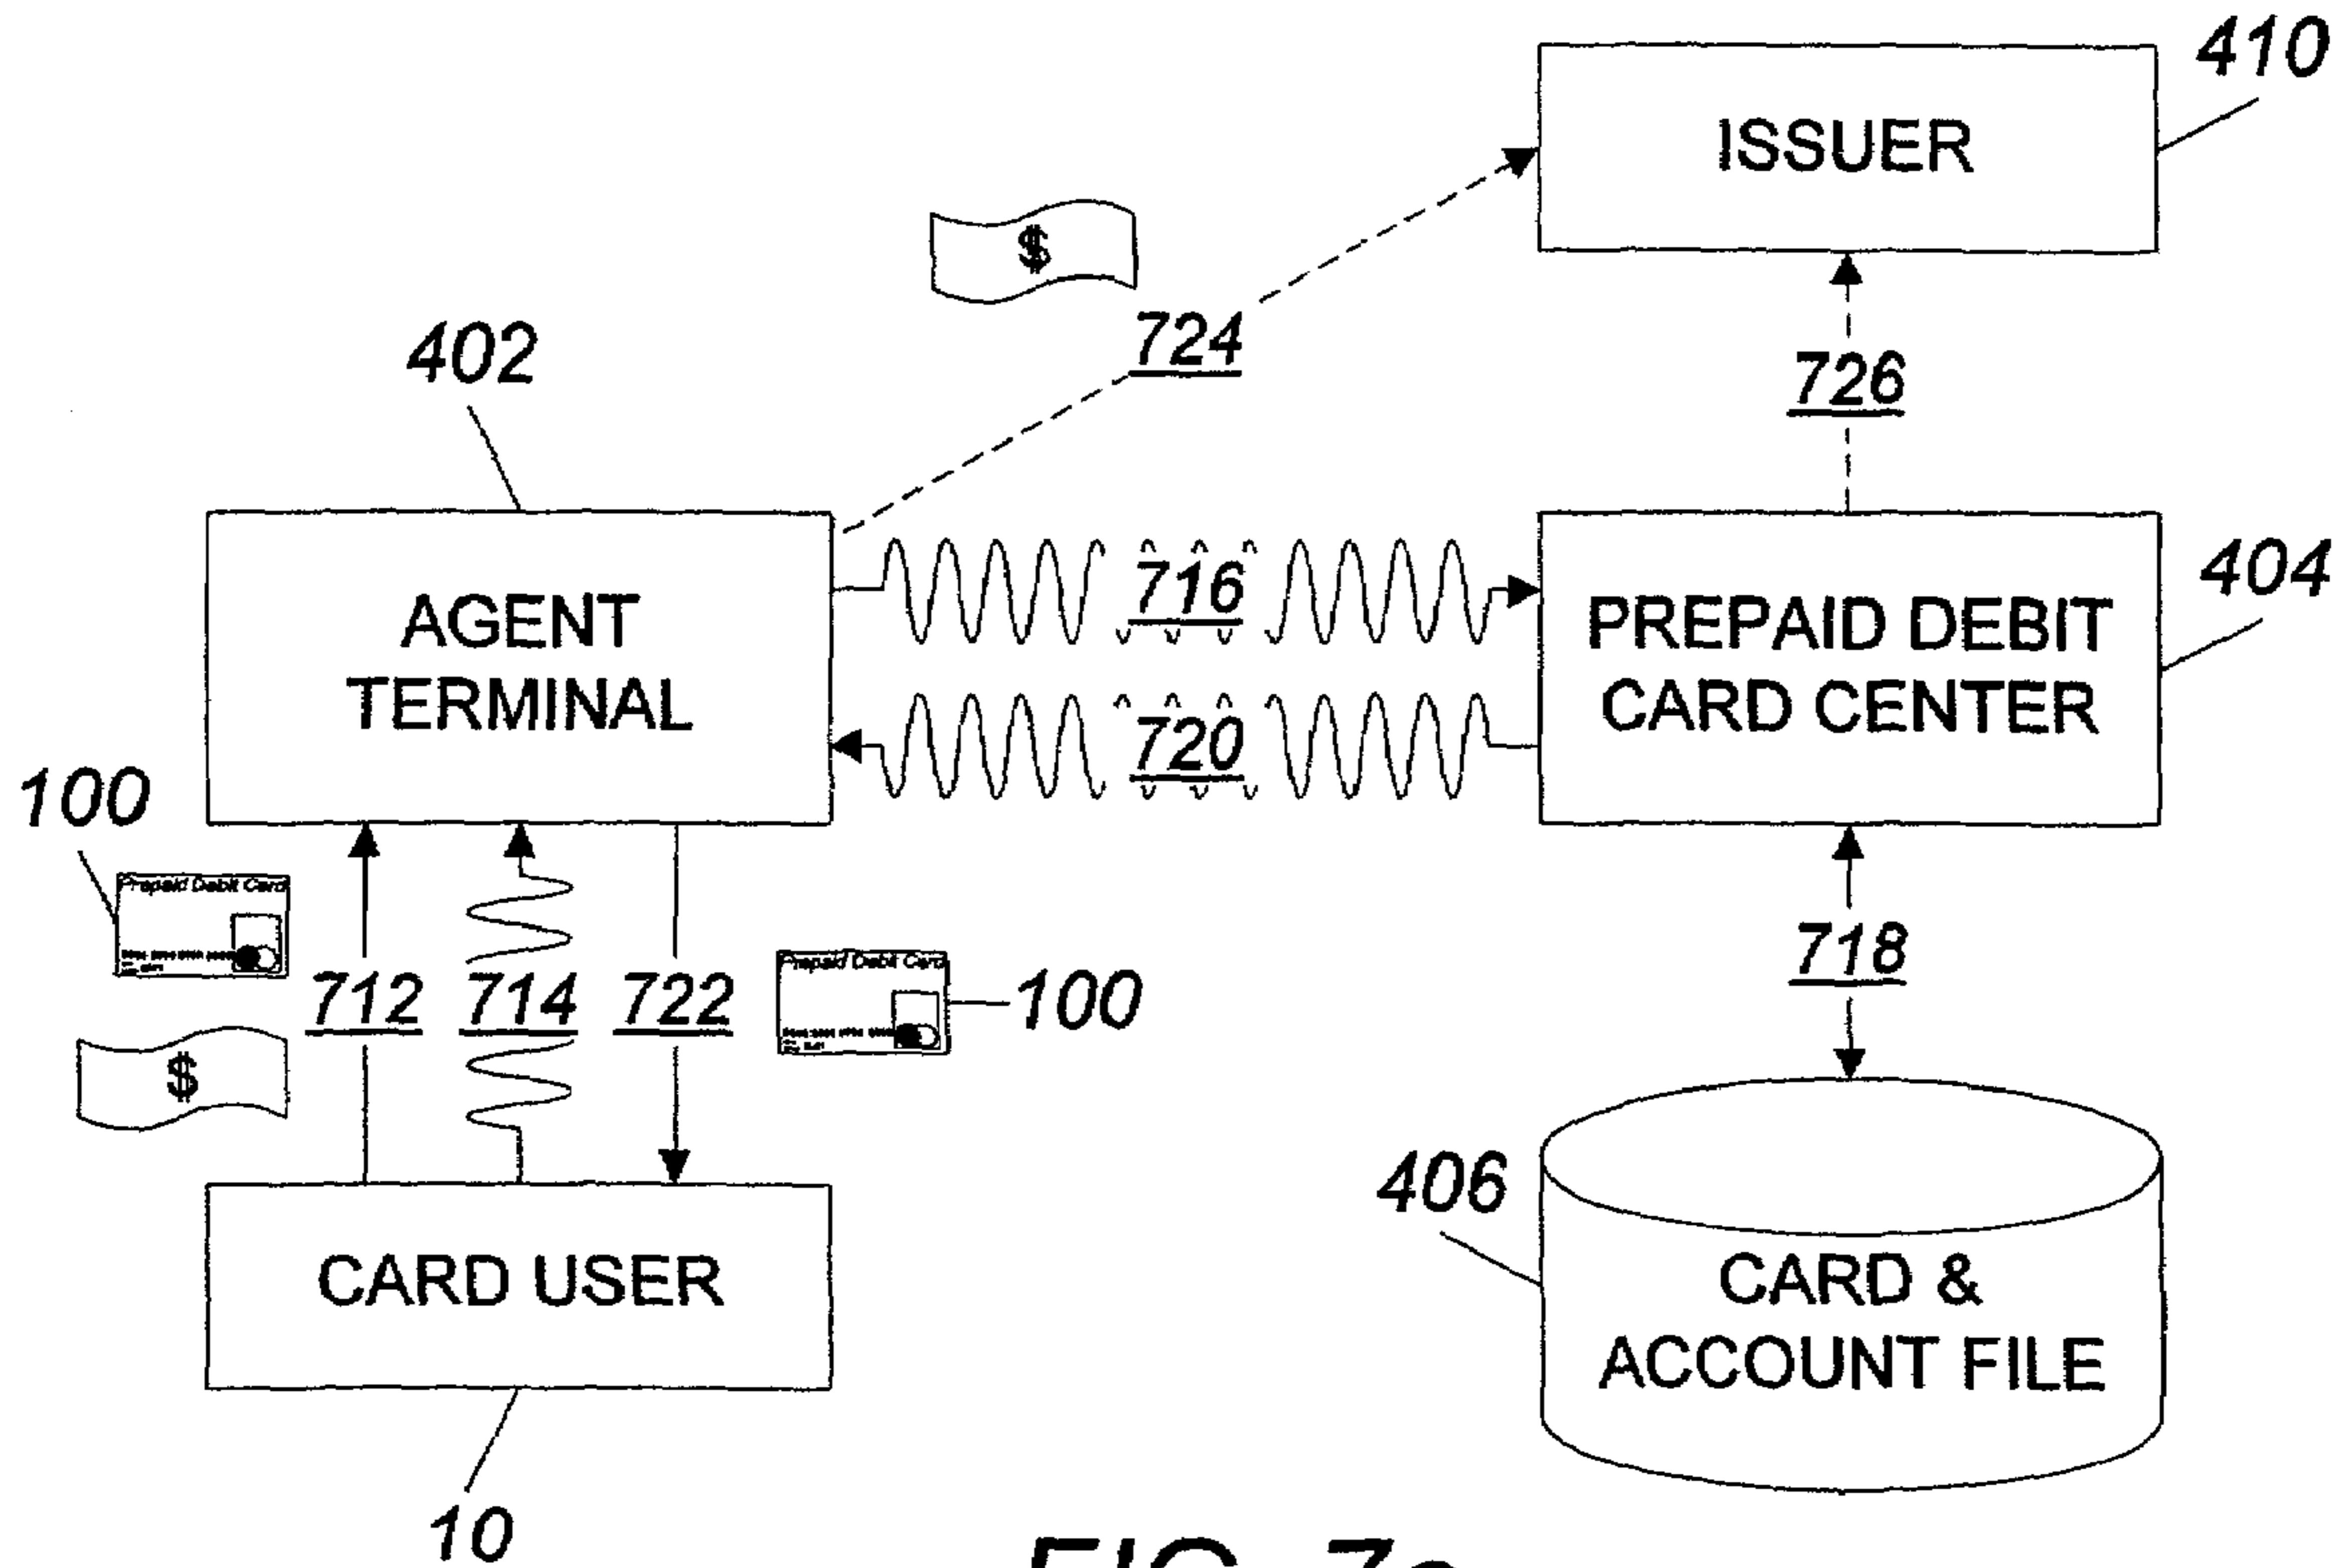 410
ISSUER
$
724
402
726
404
716
AGENT
TERMINAL
PREPAID DEBIT
CARD CENTER
720
100
Prepaid Debit Card
712
714
722
Prepaid Debit Card
100
718
$
406
CARD USER
CARD &
ACCOUNT FILE
10